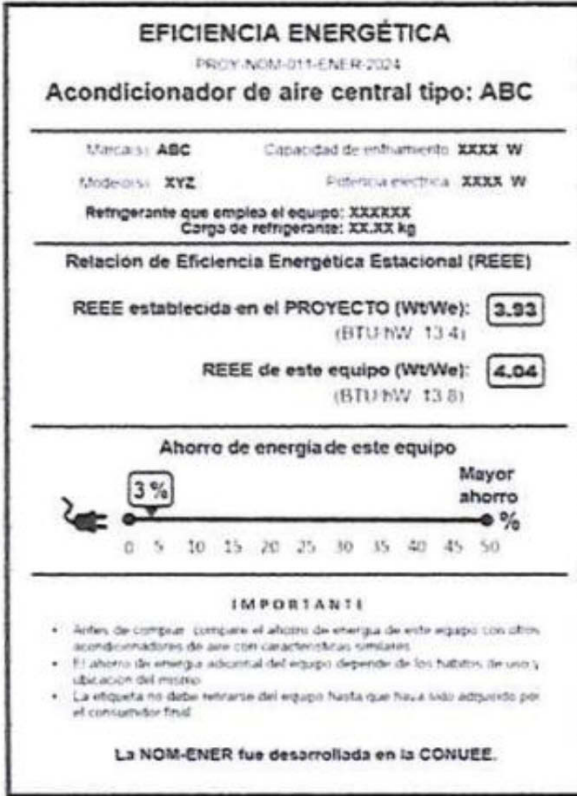 EFICIENCIA ENERGÉTICA
PROY-NOM-011-ENER-2024
Acondicionador de aire central tipo: ABC
Marca(s): ABC Capacidad de enfriamiento: XXXX W
Modelo(s): XYZ Potencia eléctrica: XXXX W
Refrigerante que emplea el equipo: XXXXXX
Carga de refrigerante: XX.XX kg
Relación de Eficiencia Energética Estacional (REEE)
REEE establecida en el PROYECTO (Wt/We): 3.93
(BTU/hW 13.4)
REEE de este equipo (Wt/We): 4.04
(BTU/hW 13.8)
Ahorro de energía de este equipo
3 %
Mayor
ahorro
%
0 5 10 15 20 25 30 35 40 45 50
IMPORTANTE
• Antes de comprar, compare el ahorro de energía de este equipo con otros
acondicionadores de aire con características similares
• El ahorro de energía adicional del equipo depende de los hábitos de uso y
ubicación del mismo
• La etiqueta no debe retirarse del equipo hasta que haya sido adquirido por
el consumidor final
La NOM-ENER fue desarrollada en la CONUEE.